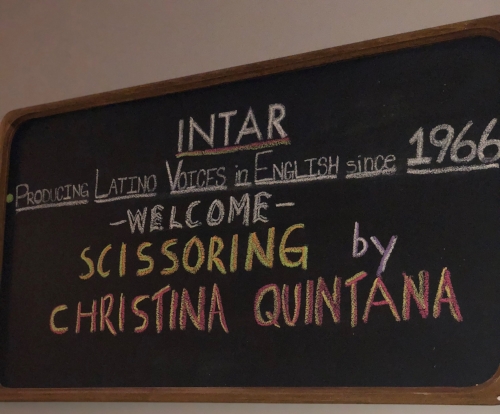 INTAR
PRODUCING LATINO VOICES in ENGLISH since 1966
-WELCOME-
SCISSORING by
CHRISTINA QUINTANA